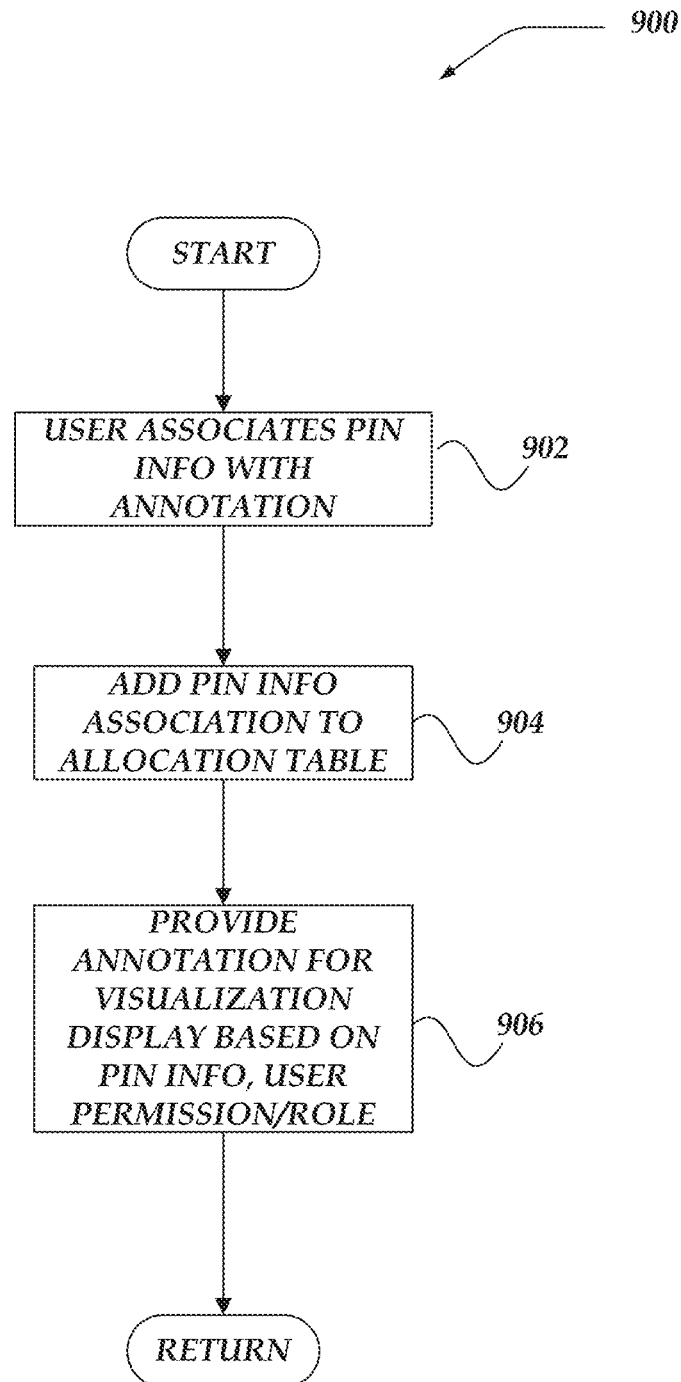 900
START
USER ASSOCIATES PIN
INFO WITH
ANNOTATION
902
ADD PIN INFO
ASSOCIATION TO
ALLOCATION TABLE
904
PROVIDE
ANNOTATION FOR
VISUALIZATION
DISPLAY BASED ON
PIN INFO, USER
PERMISSION/ROLE
906
RETURN